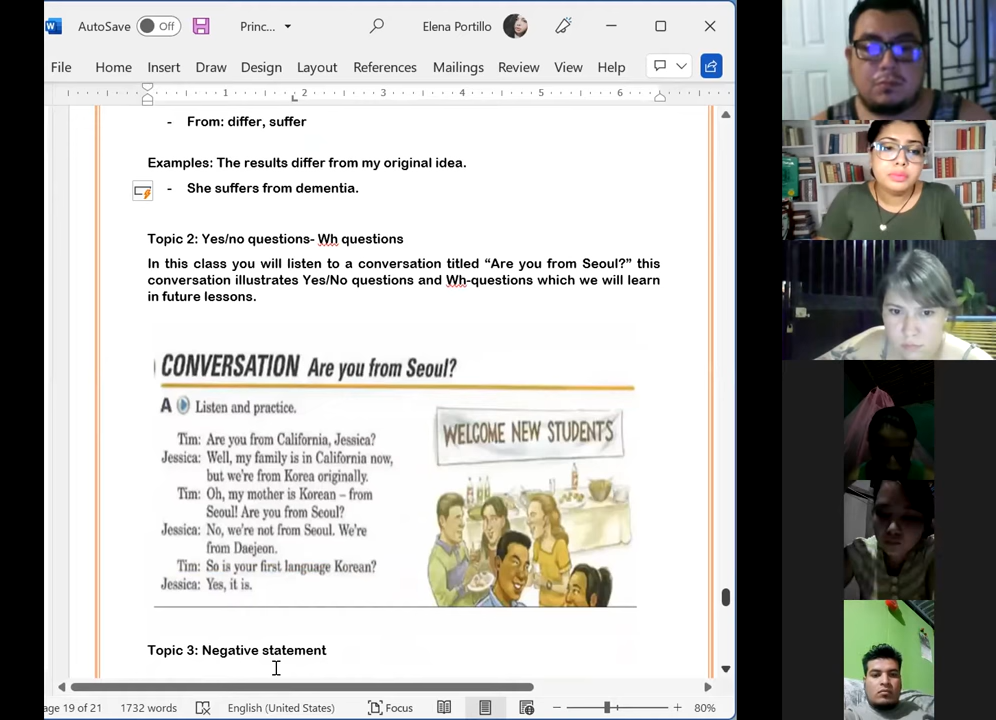 AutoSave Off Princ... Elena Portillo
File Home Insert Draw Design Layout References Mailings Review View Help
1 2 3 4 5 6
- From: differ, suffer
Examples: The results differ from my original idea.
- She suffers from dementia.
Topic 2: Yes/no questions- Wh questions
In this class you will listen to a conversation titled “Are you from Seoul?” this
conversation illustrates Yes/No questions and Wh-questions which we will learn
in future lessons.
CONVERSATION Are you from Seoul?
A Listen and practice.
Tim: Are you from California, Jessica?
Jessica: Well, my family is in California now,
but we're from Korea originally.
Tim: Oh, my mother is Korean – from
Seoul! Are you from Seoul?
Jessica: No, we're not from Seoul. We're
from Daejeon.
Tim: So is your first language Korean?
Jessica: Yes, it is.
WELCOME NEW STUDENTS
Topic 3: Negative statement
age 19 of 21 1732 words English (United States) Focus 80%